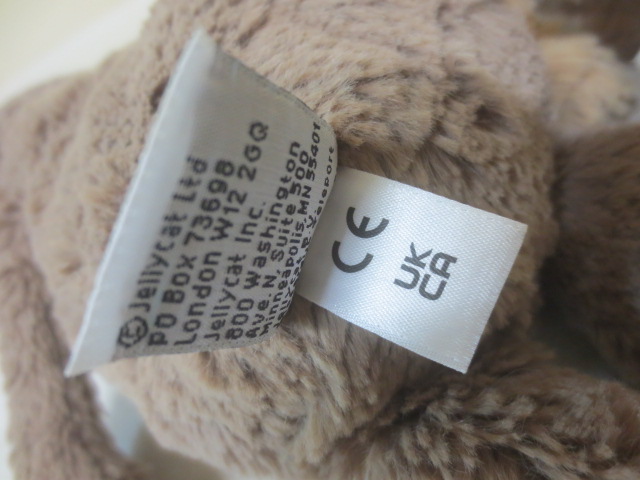 Jellycat Ltd
PO Box 73698
London W12 2GQ
Jellycat Inc.
800 Washington
Ave. N, Suite 500
Minneapolis, MN 55401
CE
UK
CA